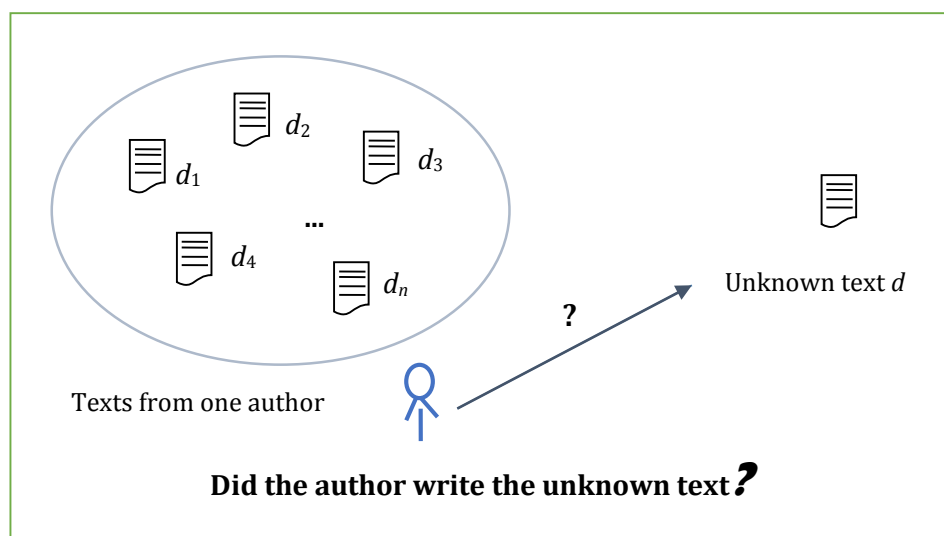 d2
d1
d3
...
d4
dn
Unknown text d
?
Texts from one author
Did the author write the unknown text?